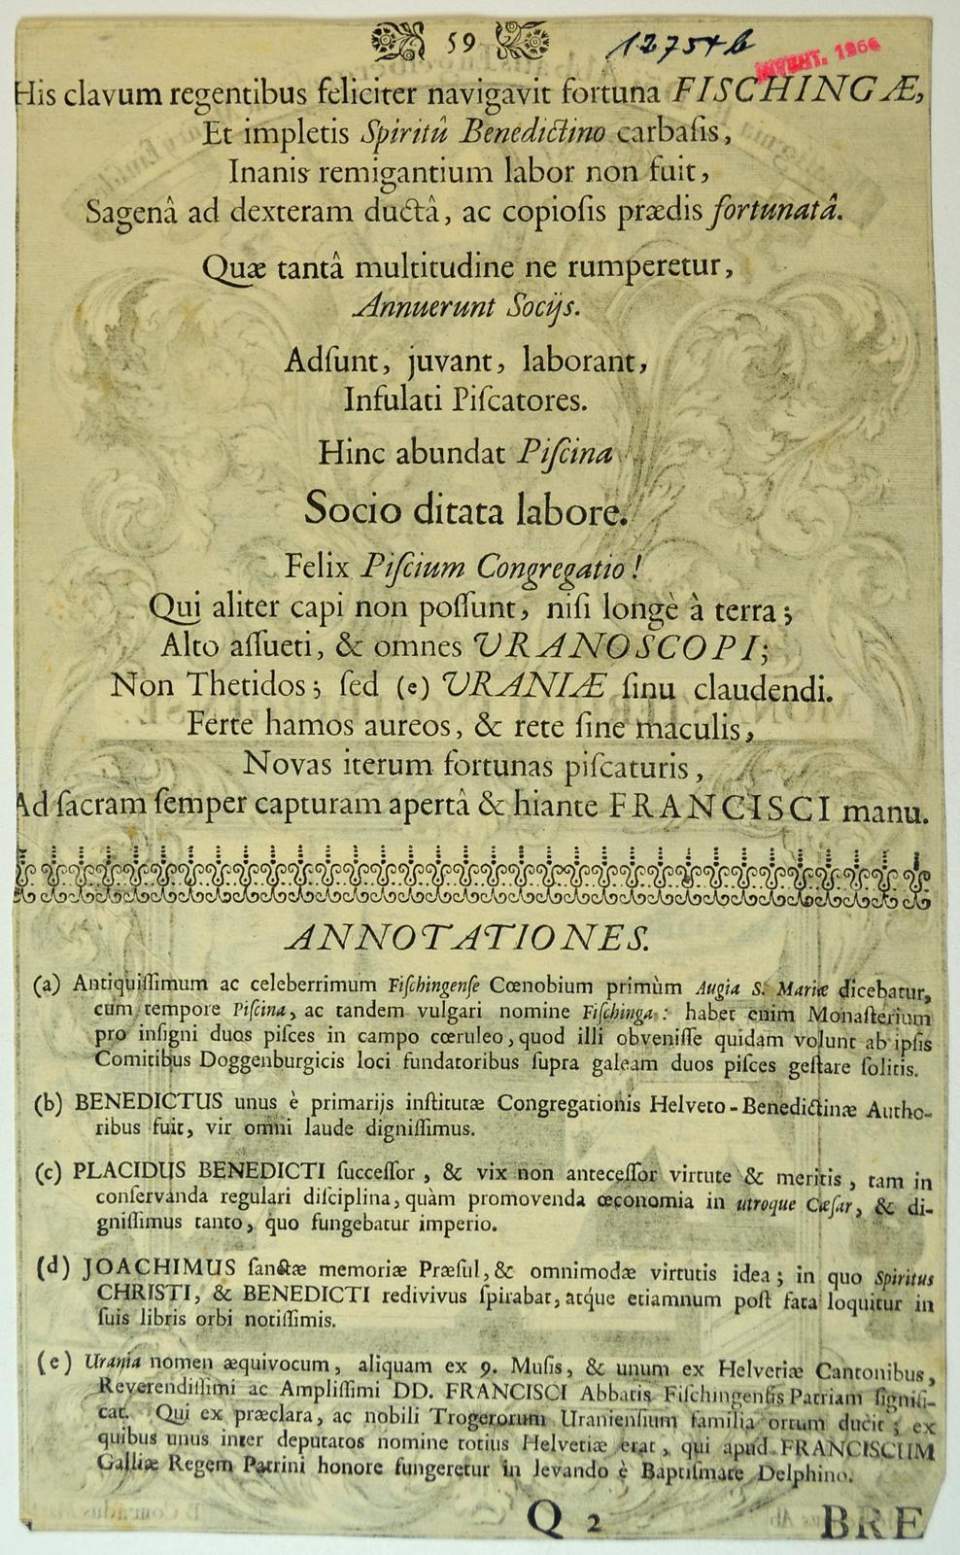 59 12754 b
INVENT. 1266
His clavum regentibus feliciter navigavit fortuna FISCHINGÆ,
Et impletis Spiritû Benedictino carbaſis,
Inanis remigantium labor non fuit,
Sagenâ ad dexteram ductâ, ac copioſis prædis fortunatâ.
Quæ tantâ multitudine ne rumperetur,
Annuerunt Socijs.
Adſunt, juvant, laborant,
Infulati Piſcatores.
Hinc abundat Piſcina
Socio ditata labore.
Felix Piſcium Congregatio!
Qui aliter capi non poſſunt, niſi longè à terra;
Alto aſſueti, & omnes URANOSCOPI;
Non Thetidos; ſed (e) URANIÆ ſinu claudendi.
Ferte hamos aureos, & rete ſine maculis,
Novas iterum fortunas piſcaturis,
Ad ſacram ſemper capturam apertâ & hiante FRANCISCI manu.
ANNOTATIONES.
(a) Antiquiſſimum ac celeberrimum Fiſchingenſe Cœnobium primùm Augia S. Mariæ dicebatur,
cum tempore Piſcina, ac tandem vulgari nomine Fiſchinga: habet enim Monaſterium
pro inſigni duos piſces in campo cœruleo, quod illi obveniſſe quidam volunt ab ipſis
Comitibus Doggenburgicis loci fundatoribus ſupra galeam duos piſces geſtare ſolitis.
(b) BENEDICTUS unus è primarijs inſtitutæ Congregationis Helveto-Benedictinæ Autho-
ribus fuit, vir omni laude digniſſimus.
(c) PLACIDUS BENEDICTI ſucceſſor, & vix non anteceſſor virtute & meritis, tam in
conſervanda regulari diſciplina, quàm promovenda œconomia in utroque Cæſar, & di-
gniſſimus tanto, quo fungebatur imperio.
(d) JOACHIMUS ſanctæ memoriæ Præſul, & omnimodæ virtutis idea; in quo Spiritus
CHRISTI, & BENEDICTI redivivus ſpirabat, atque etiamnum poſt fata loquitur in
ſuis libris orbi notiſſimis.
(e) Urania nomen æquivocum, aliquam ex 9. Muſis, & unum ex Helvetiæ Cantonibus,
Reverendiſſimi ac Ampliſſimi DD. FRANCISCI Abbatis Fiſchingenſis Patriam ſignifi-
cat. Qui ex præclara, ac nobili Trogerorum Uranienſium familia ortum ducit; ex
quibus unus inter deputatos nomine totius Helvetiæ erat, qui apud FRANCISCUM
Galliæ Regem Patrini honore fungeretur in levando è Baptiſmate Delphino.
Q 2 BRE